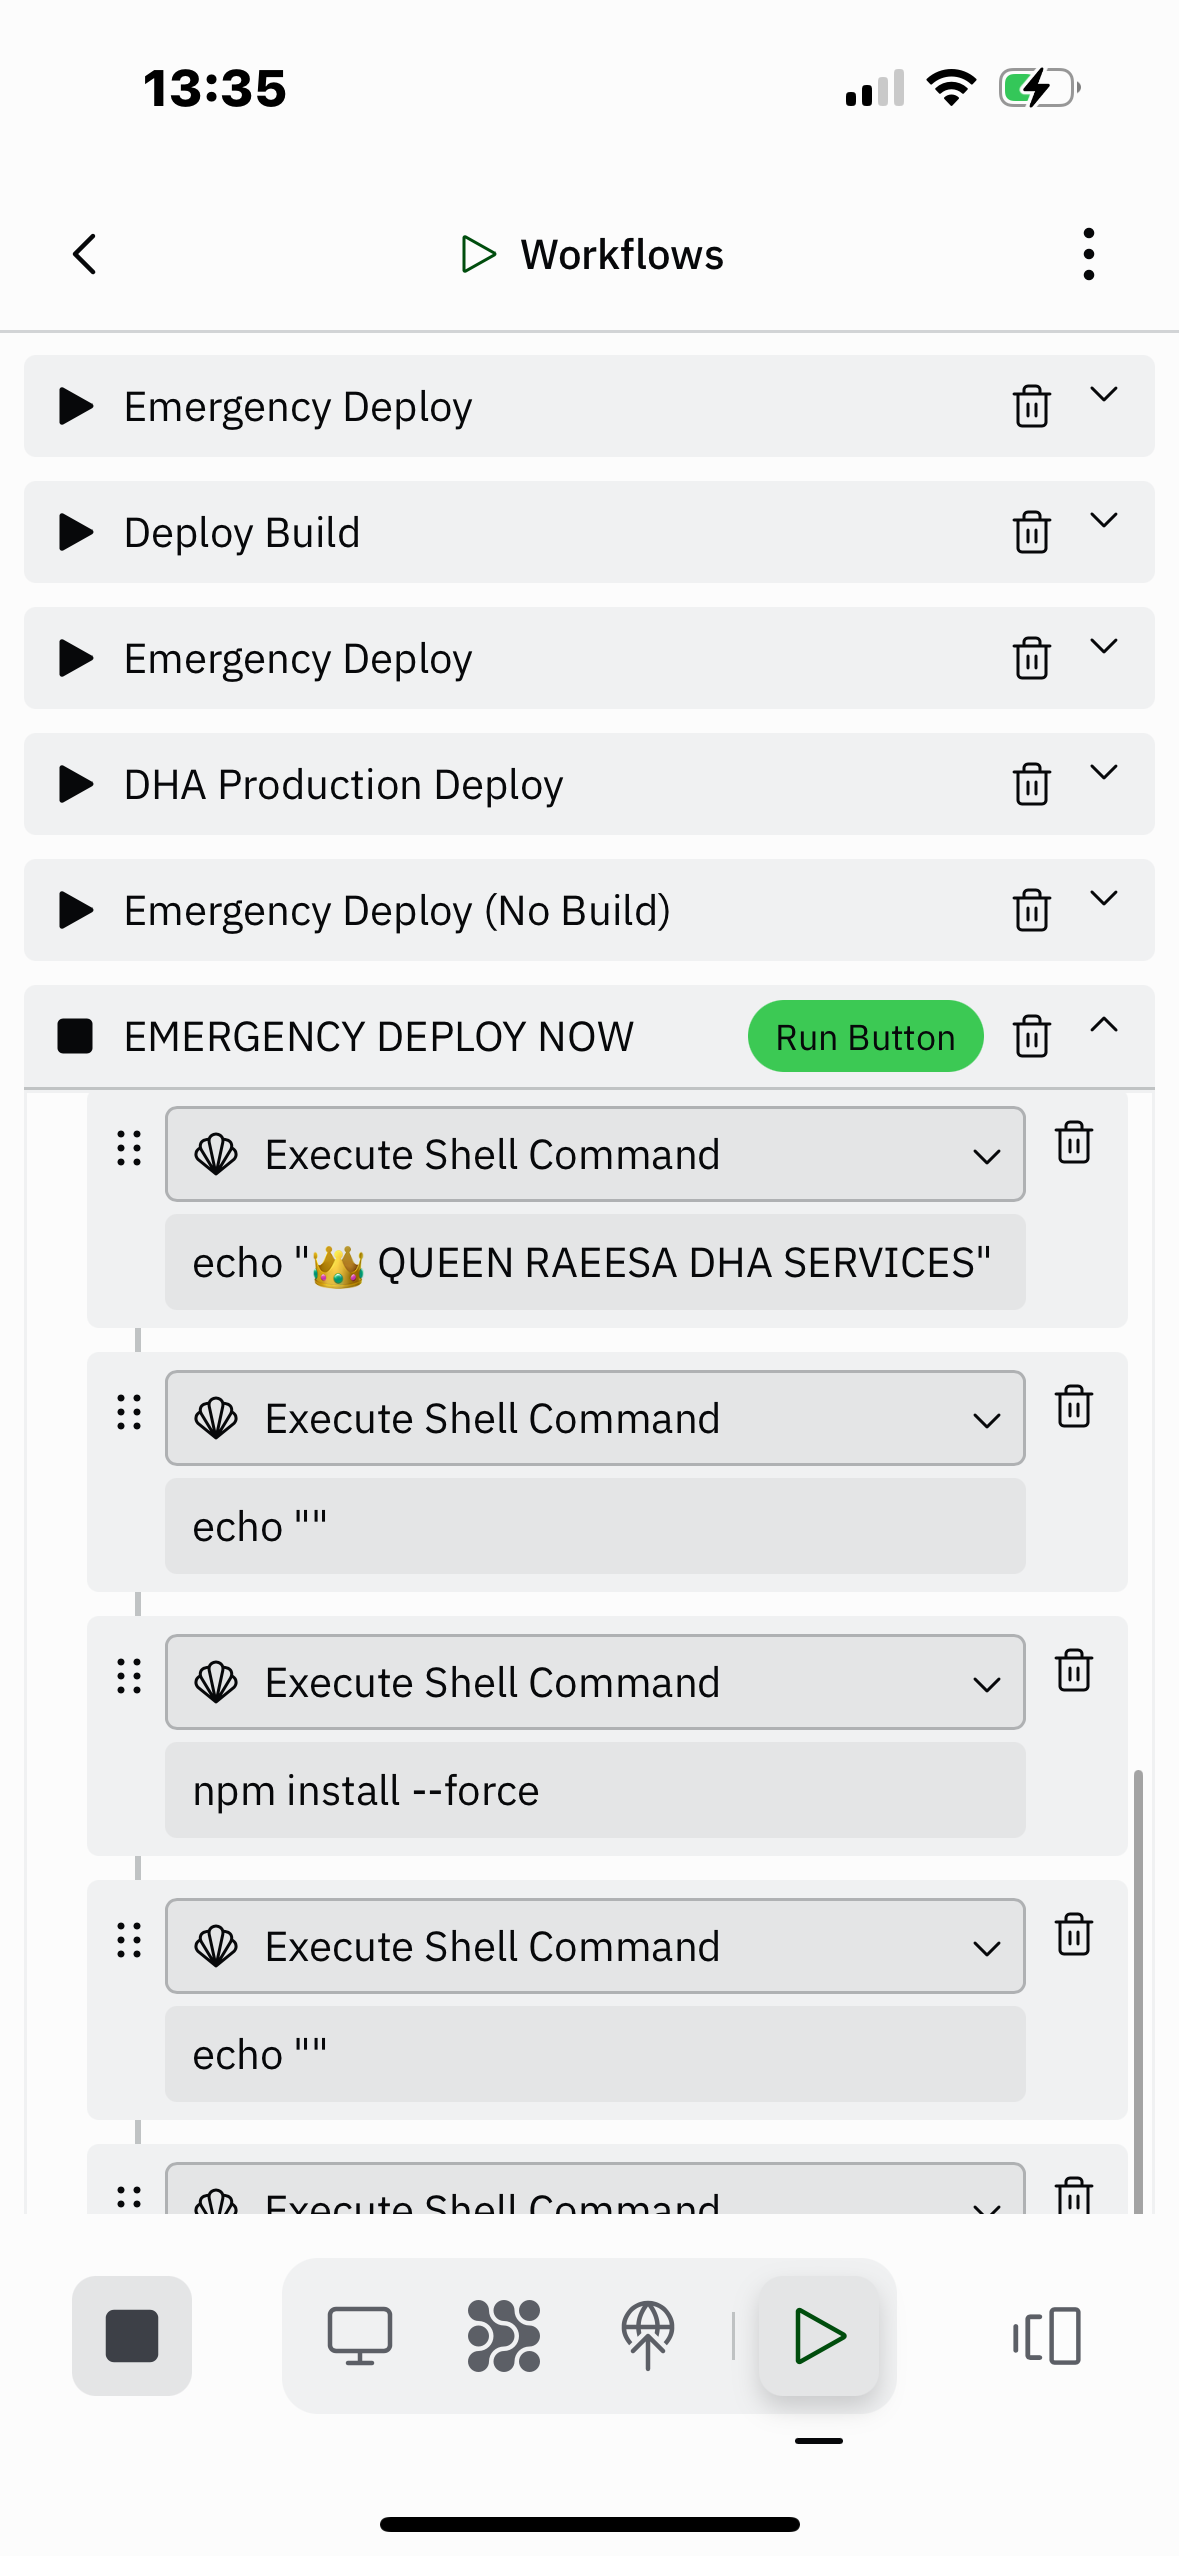 13:35
Workflows
Emergency Deploy
Deploy Build
Emergency Deploy
DHA Production Deploy
Emergency Deploy (No Build)
EMERGENCY DEPLOY NOW Run Button
Execute Shell Command
echo "👑 QUEEN RAEESA DHA SERVICES"
Execute Shell Command
echo ""
Execute Shell Command
npm install --force
Execute Shell Command
echo ""
Execute Shell Command